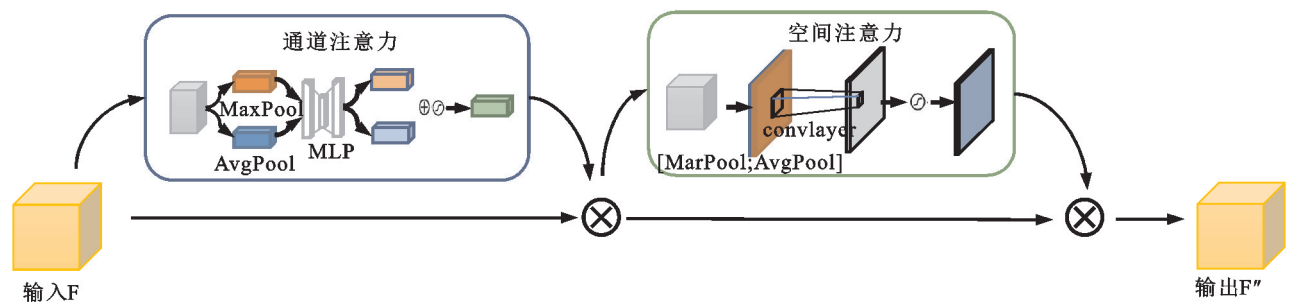 通道注意力
MaxPool
AvgPool
MLP
空间注意力
convlayer
[MarPool;AvgPool]
输入F
输出F″